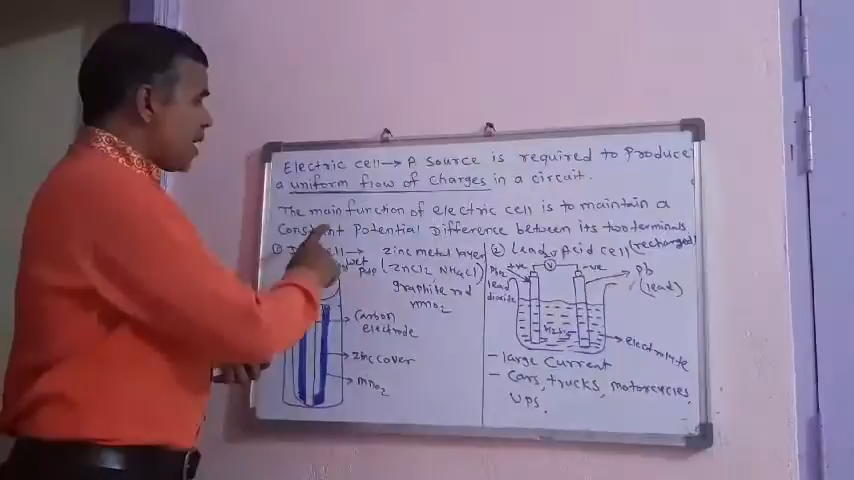 Electric cell → A source is required to produce
a uniform flow of charges in a circuit.
The main function of electric cell is to maintain a
Constant Potential Difference between its two terminals
① cell → zinc metal layer
wet pup (ZnCl2 NH4Cl)
graphite rod
MnO2
Carbon electrode
zinc cover
MnO2
② Lead Acid cell (recharged)
+ve
V
-ve
PbO2
lead dioxide
Pb
(lead)
electrolyte
- large current
- cars, trucks, motorcycles,
UPS.